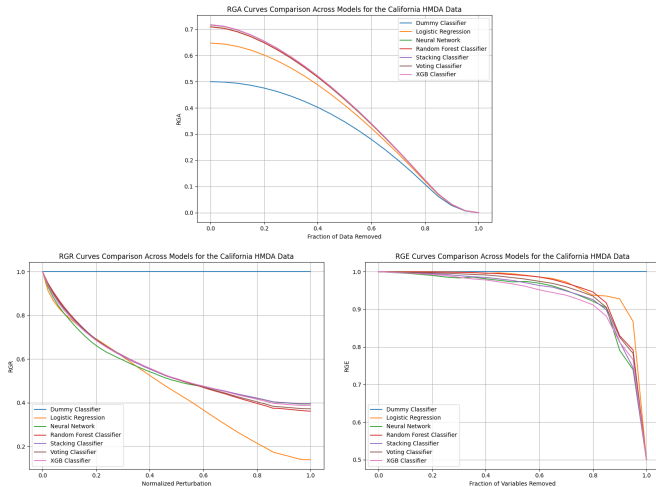 RGA Curves Comparison Across Models for the California HMDA Data
Dummy Classifier
Logistic Regression
Neural Network
Random Forest Classifier
Stacking Classifier
Voting Classifier
XGB Classifier
0.7
0.6
0.5
0.4
0.3
0.2
0.1
0.0
RGA
0.0 0.2 0.4 0.6 0.8 1.0
Fraction of Data Removed
RGR Curves Comparison Across Models for the California HMDA Data
1.0
0.8
0.6
0.4
0.2
RGR
Dummy Classifier
Logistic Regression
Neural Network
Random Forest Classifier
Stacking Classifier
Voting Classifier
XGB Classifier
0.0 0.2 0.4 0.6 0.8 1.0
Normalized Perturbation
RGE Curves Comparison Across Models for the California HMDA Data
1.0
0.9
0.8
0.7
0.6
0.5
RGE
Dummy Classifier
Logistic Regression
Neural Network
Random Forest Classifier
Stacking Classifier
Voting Classifier
XGB Classifier
0.0 0.2 0.4 0.6 0.8 1.0
Fraction of Variables Removed